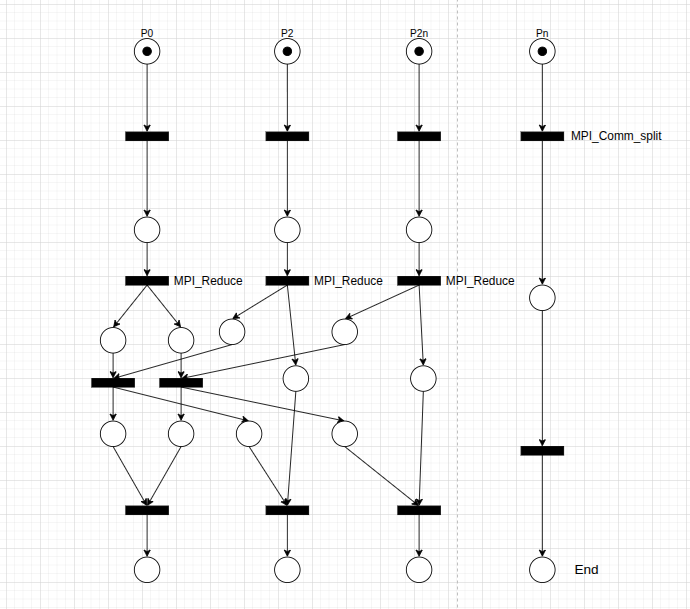 P0
P2
P2n
Pn
MPI_Comm_split
MPI_Reduce
MPI_Reduce
MPI_Reduce
End